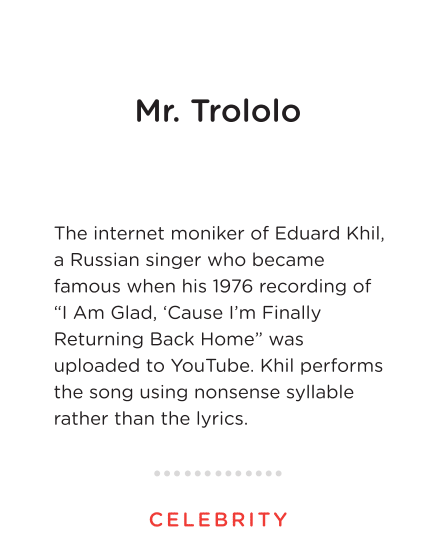 Mr. Trololo
The internet moniker of Eduard Khil,
a Russian singer who became
famous when his 1976 recording of
“I Am Glad, ‘Cause I’m Finally
Returning Back Home” was
uploaded to YouTube. Khil performs
the song using nonsense syllable
rather than the lyrics.
CELEBRITY